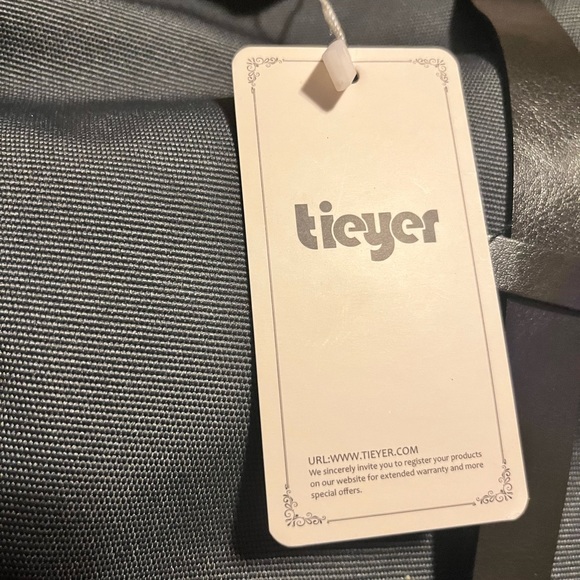 tieyer
URL:WWW.TIEYER.COM
We sincerely invite you to register your products
on our website for extended warranty and more
special offers.